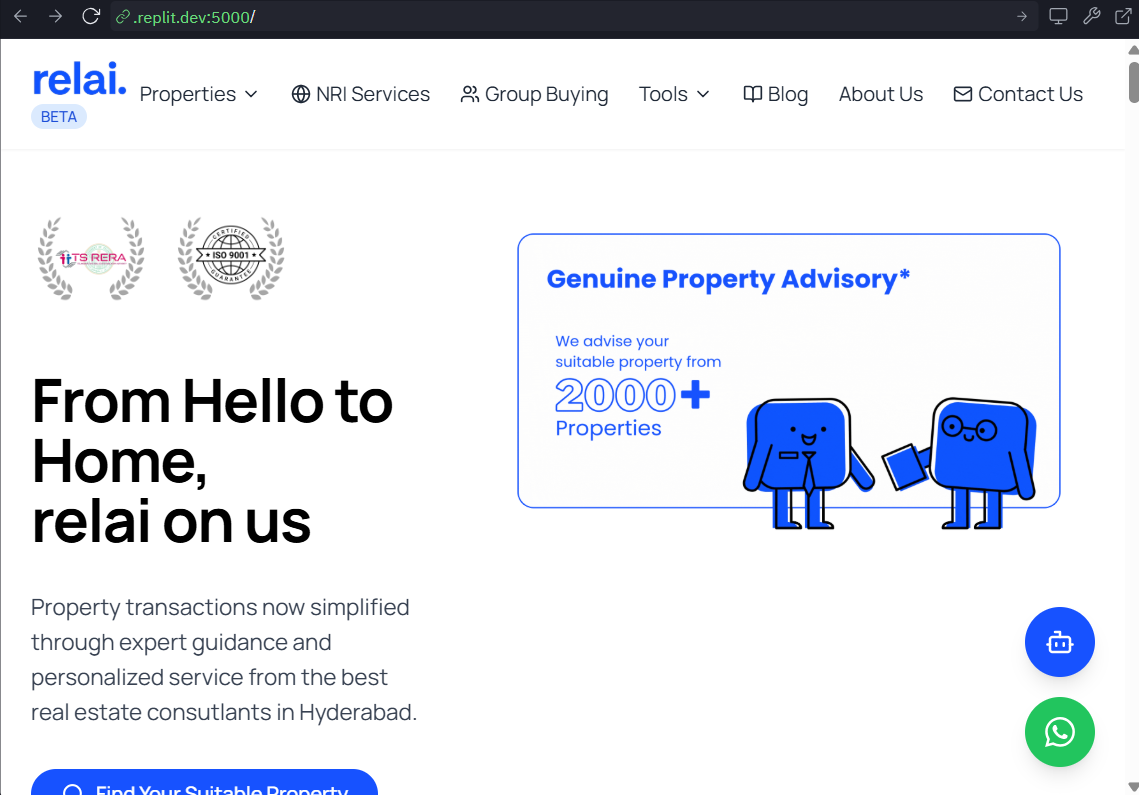 .replit.dev:5000/
relai.
BETA
Properties
NRI Services
Group Buying
Tools
Blog
About Us
Contact Us
TS RERA
CERTIFIED
ISO 9001
GUARANTEE
From Hello to
Home,
relai on us
Property transactions now simplified
through expert guidance and
personalized service from the best
real estate consutlants in Hyderabad.
Find Your Suitable Property
Genuine Property Advisory*
We advise your
suitable property from
2000+
Properties